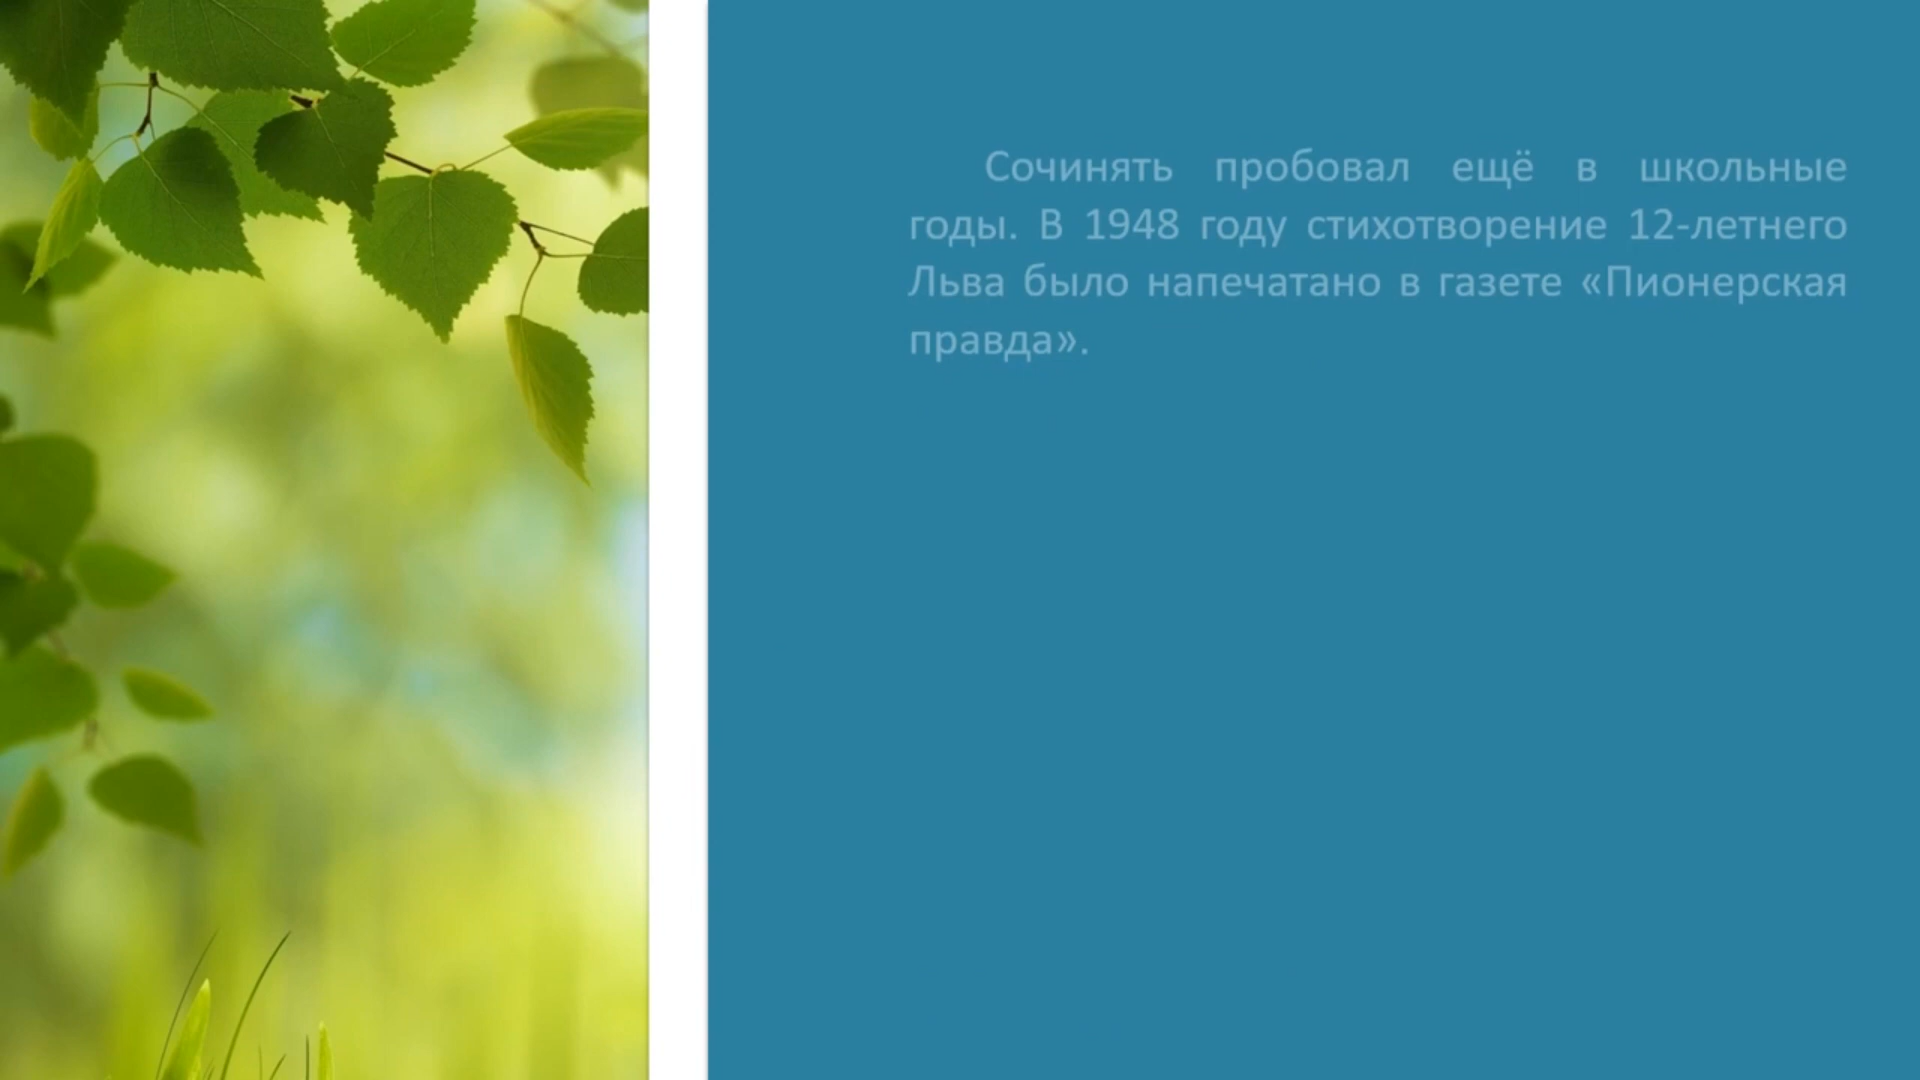 Сочинять пробовал ещё в школьные
годы. В 1948 году стихотворение 12-летнего
Льва было напечатано в газете «Пионерская
правда».